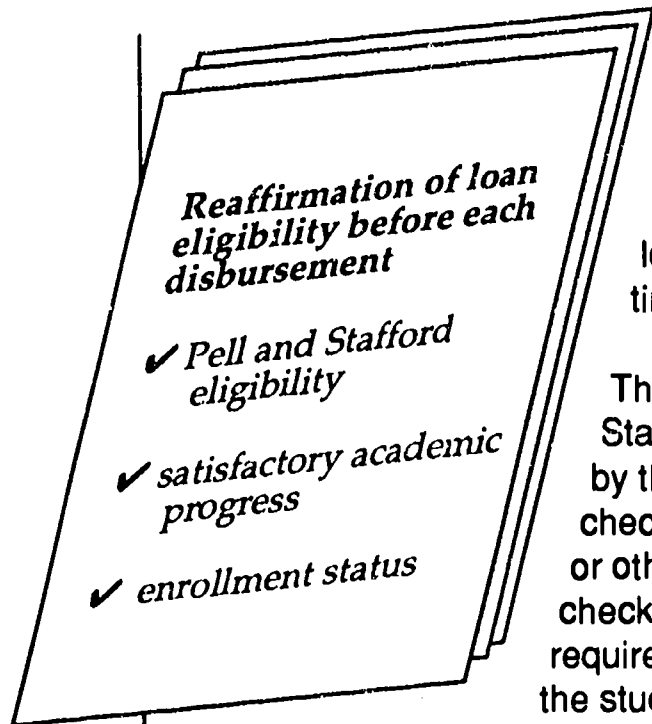 Reaffirmation of loan
eligibility before each
disbursement
✔ Pell and Stafford
eligibility
✔ satisfactory academic
progress
✔ enrollment status
Th
Sta
by th
chec
or oth
check
require
the stu